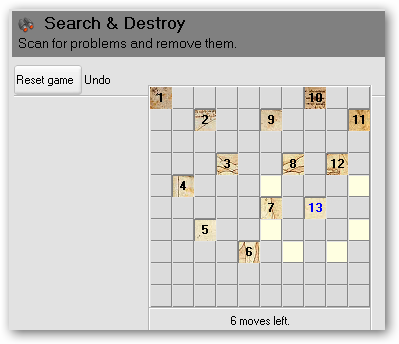 Search & Destroy
Scan for problems and remove them.
Reset game Undo
1 10
2 9 11
3 8 12
4
7 13
5
6
6 moves left.